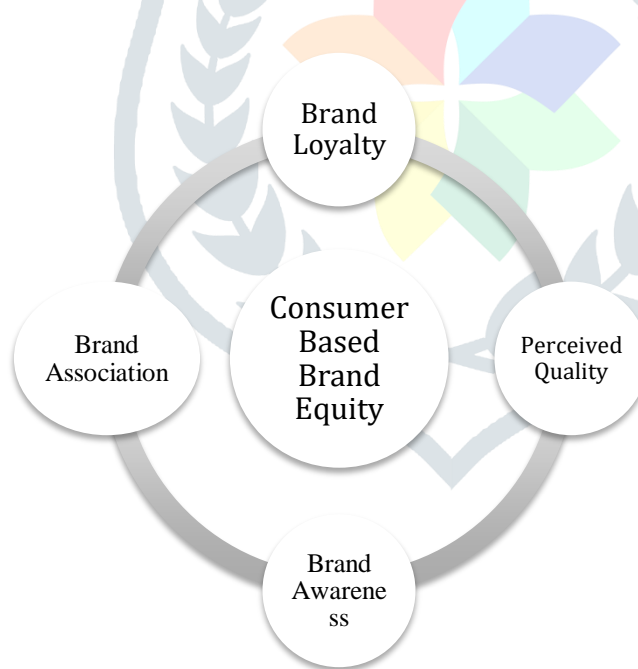 Brand
Loyalty
Consumer
Based
Brand
Equity
Brand
Association
Perceived
Quality
Brand
Awarene
ss